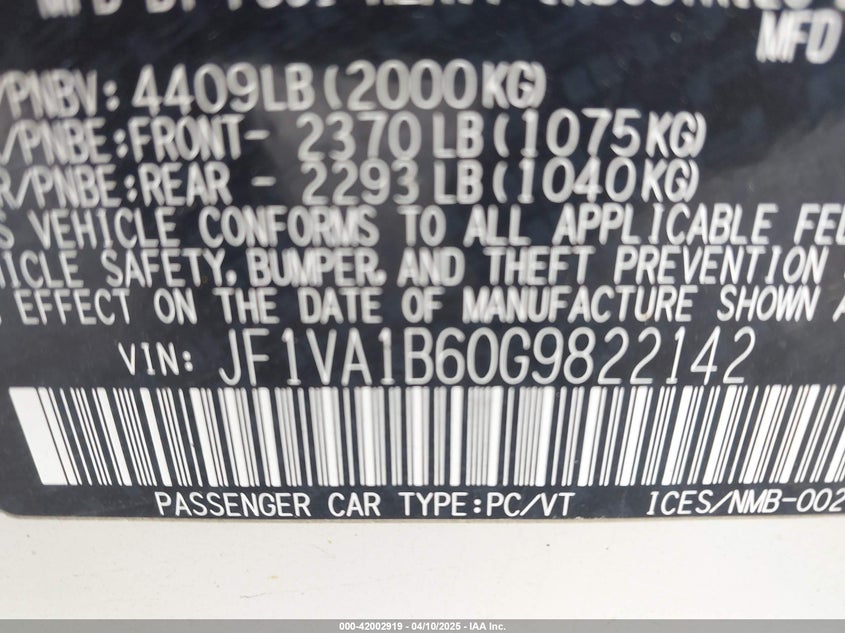 MFD
/PNBV: 4409LB(2000KG)
/PNBE:FRONT- 2370 LB(1075KG)
R/PNBE:REAR - 2293 LB(1040KG)
S VEHICLE CONFORMS TO ALL APPLICABLE FE
HICLE SAFETY, BUMPER, AND THEFT PREVENTION
EFFECT ON THE DATE OF MANUFACTURE SHOWN A
VIN: JF1VA1B60G9822142
PASSENGER CAR TYPE:PC/VT ICES/NMB-002
000-42002919 - 04/10/2025 - IAA Inc.